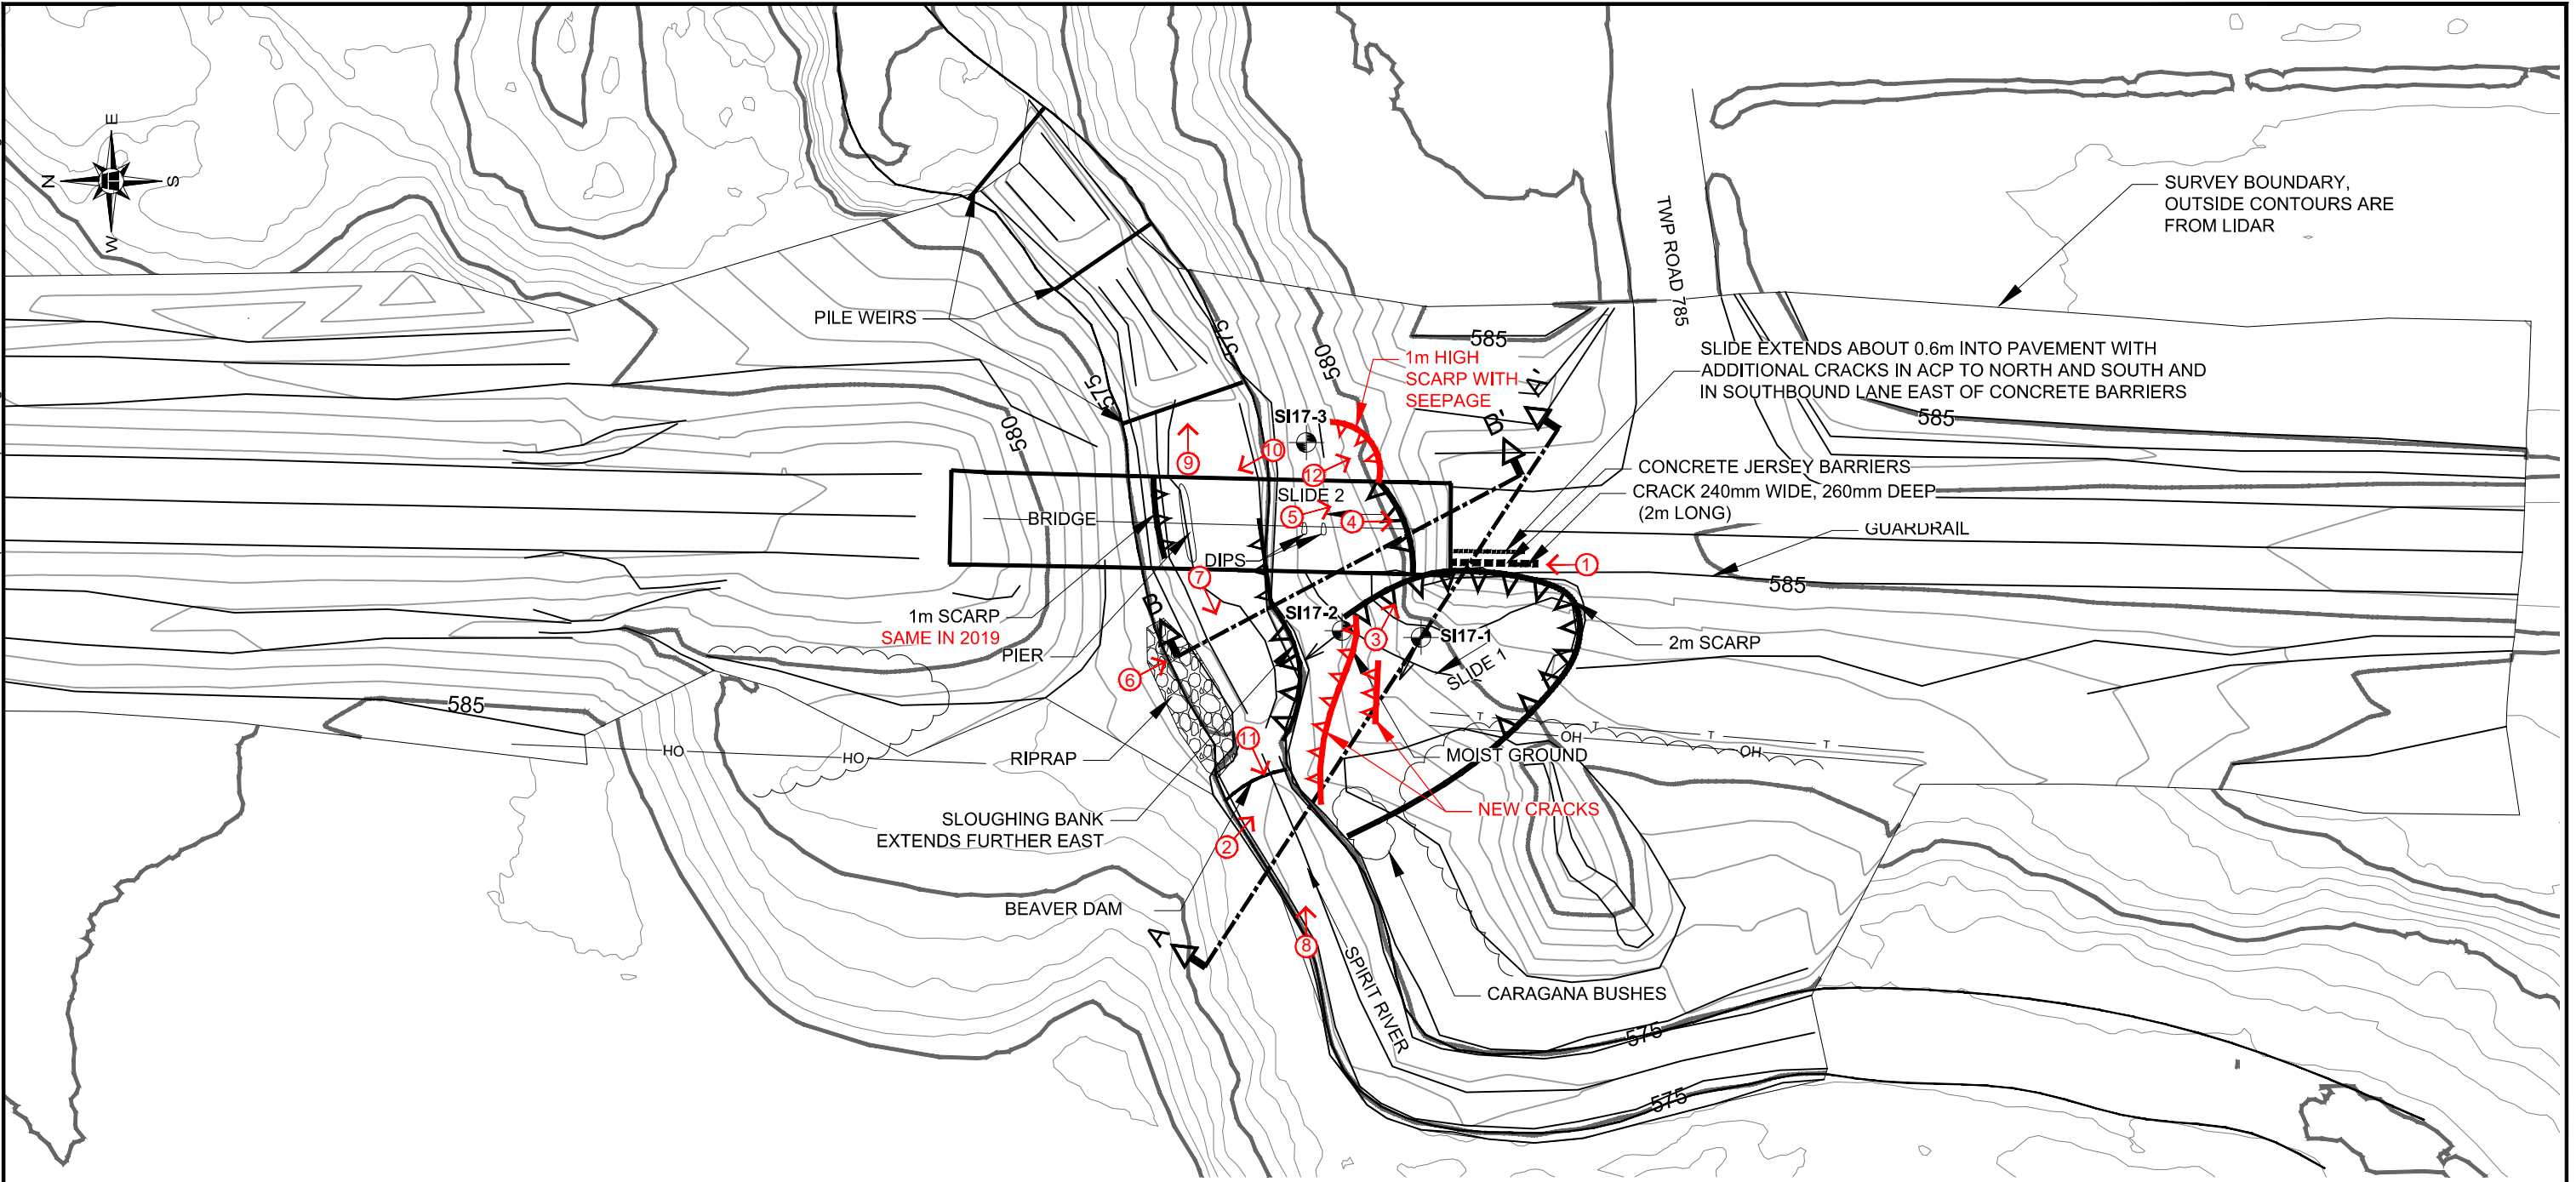 E
N
S
W
SURVEY BOUNDARY,
OUTSIDE CONTOURS ARE
FROM LIDAR
TWP ROAD 785
PILE WEIRS
575
580
585
1m HIGH
SCARP WITH
SEEPAGE
SLIDE EXTENDS ABOUT 0.6m INTO PAVEMENT WITH
ADDITIONAL CRACKS IN ACP TO NORTH AND SOUTH AND
IN SOUTHBOUND LANE EAST OF CONCRETE BARRIERS
575
A'
585
SI17-3
B'
580
9
10
12
CONCRETE JERSEY BARRIERS
CRACK 240mm WIDE, 260mm DEEP
(2m LONG)
SLIDE 2
5
4
BRIDGE
GUARDRAIL
DIPS
1
7
585
B
1m SCARP
SAME IN 2019
SI17-2
3
SI17-1
2m SCARP
PIER
6
SLIDE 1
585
T
T
T
T
HO
HO
OH
OH
11
RIPRAP
MOIST GROUND
NEW CRACKS
SLOUGHING BANK
EXTENDS FURTHER EAST
2
BEAVER DAM
A
8
SPIRIT RIVER
CARAGANA BUSHES
575
575